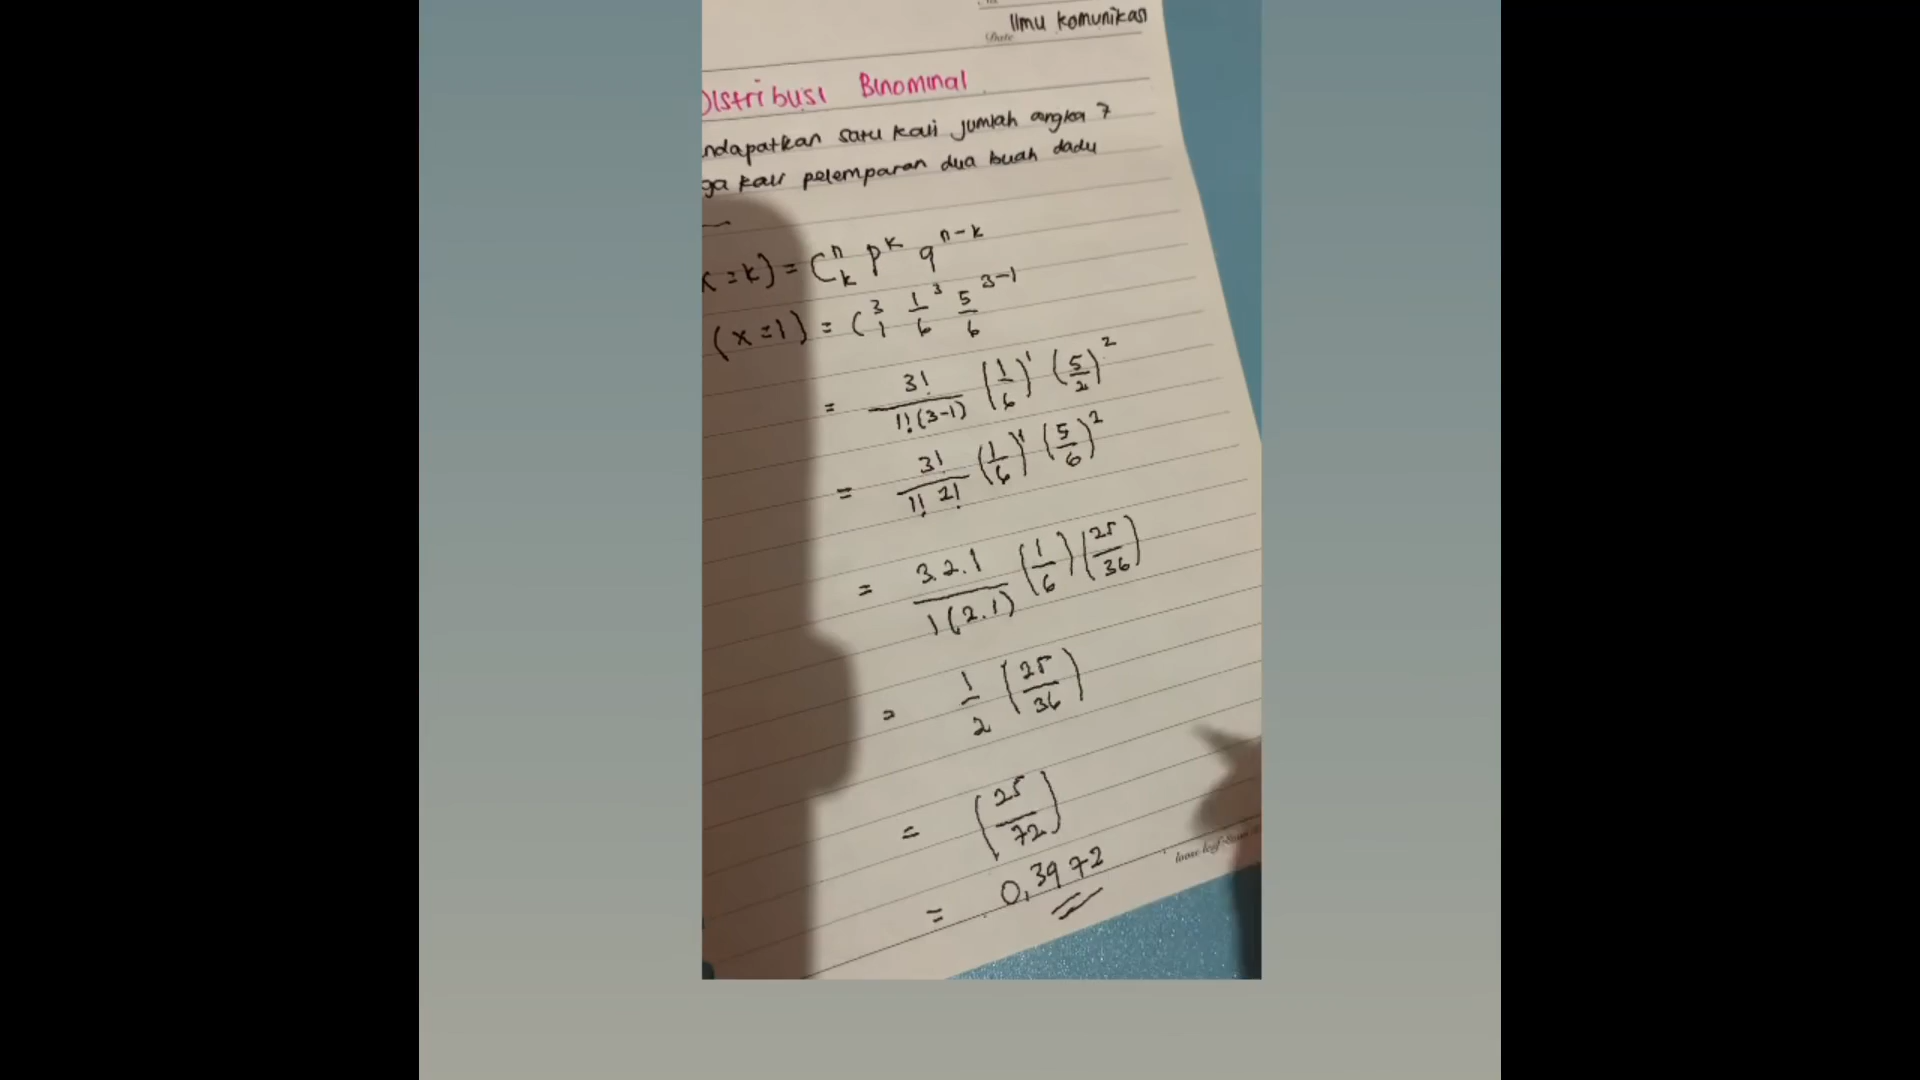 Ilmu komunikasi
Date
Distribusi Binominal
ndapatkan satu kali jumlah angka 7
ga kali pelemparan dua buah dadu
(x = k) = C^n_k p^k q^{n-k}
(x = 1) = C^3_1 1/6^3 5/6^{3-1}
= 3!/1!(3-1) (1/6)^1 (5/2)^2
= 3!/1! 2! (1/6)^1 (5/6)^2
= 3.2.1/1(2.1) (1/6) (25/36)
= 1/2 (25/36)
= (25/72)
= 0,3972